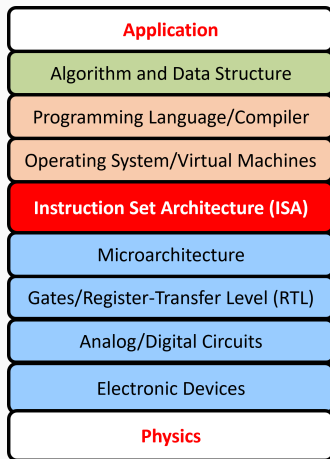 Application
Algorithm and Data Structure
Programming Language/Compiler
Operating System/Virtual Machines
Instruction Set Architecture (ISA)
Microarchitecture
Gates/Register-Transfer Level (RTL)
Analog/Digital Circuits
Electronic Devices
Physics